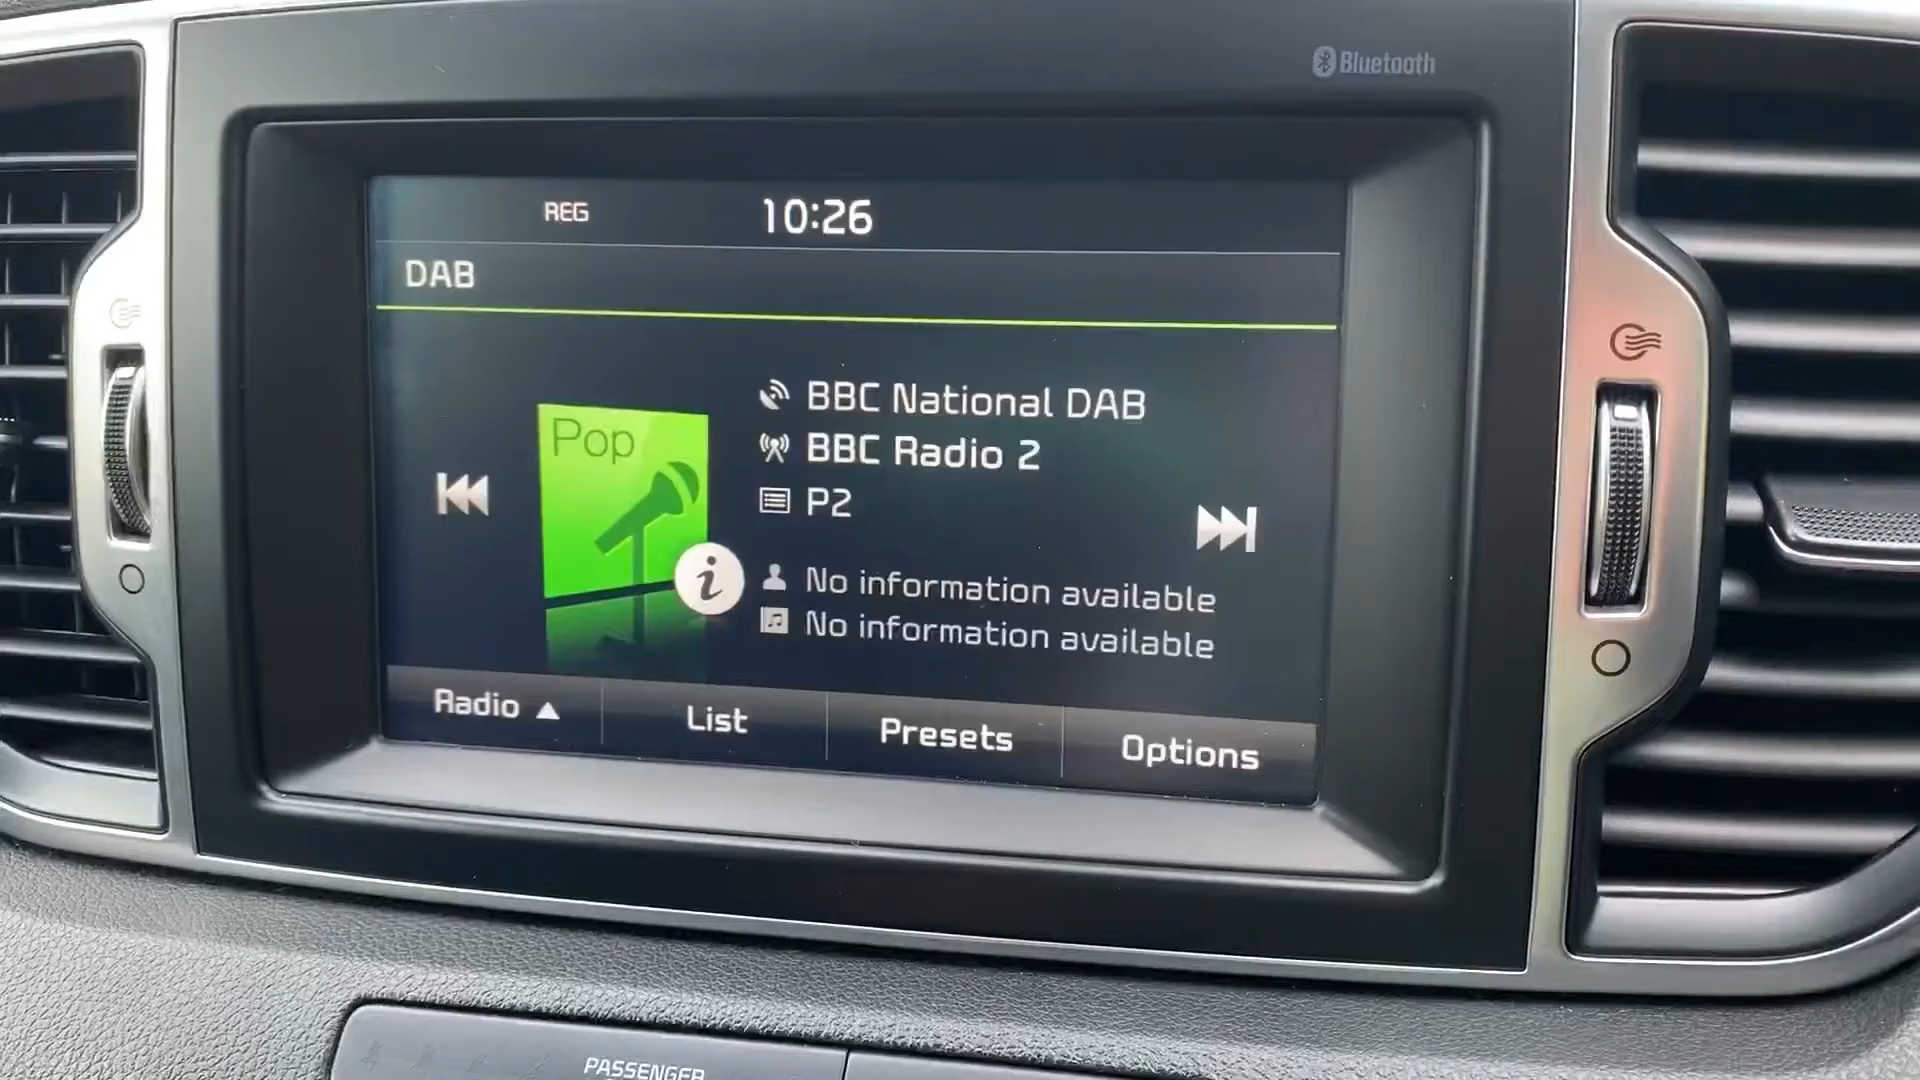 Bluetooth
REG
10:26
DAB
Pop
BBC National DAB
BBC Radio 2
P2
i
No information available
No information available
Radio ▲
List
Presets
Options
PASSENGER